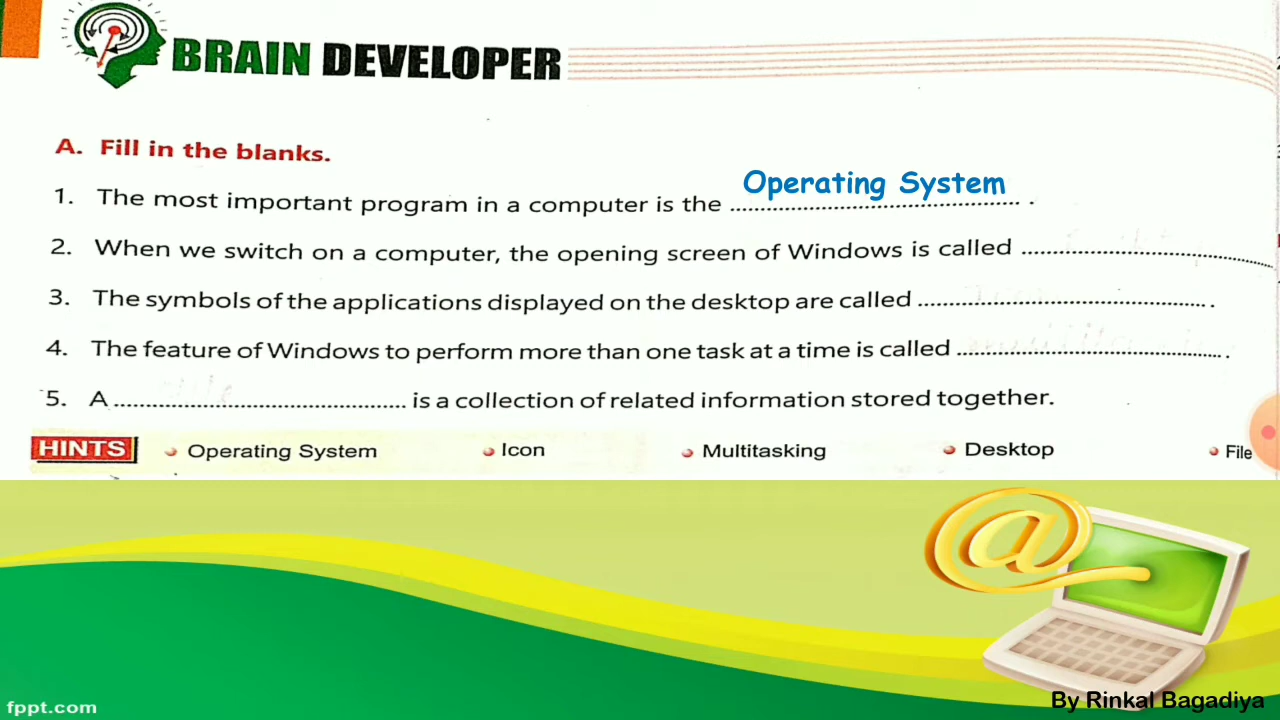 BRAIN DEVELOPER
A. Fill in the blanks.
1. The most important program in a computer is the Operating System .
2. When we switch on a computer, the opening screen of Windows is called ........................................
3. The symbols of the applications displayed on the desktop are called ............................................. .
4. The feature of Windows to perform more than one task at a time is called .......................................... .
5. A .............................................. is a collection of related information stored together.
HINTS Operating System Icon Multitasking Desktop File
By Rinkal Bagadiya
fppt.com